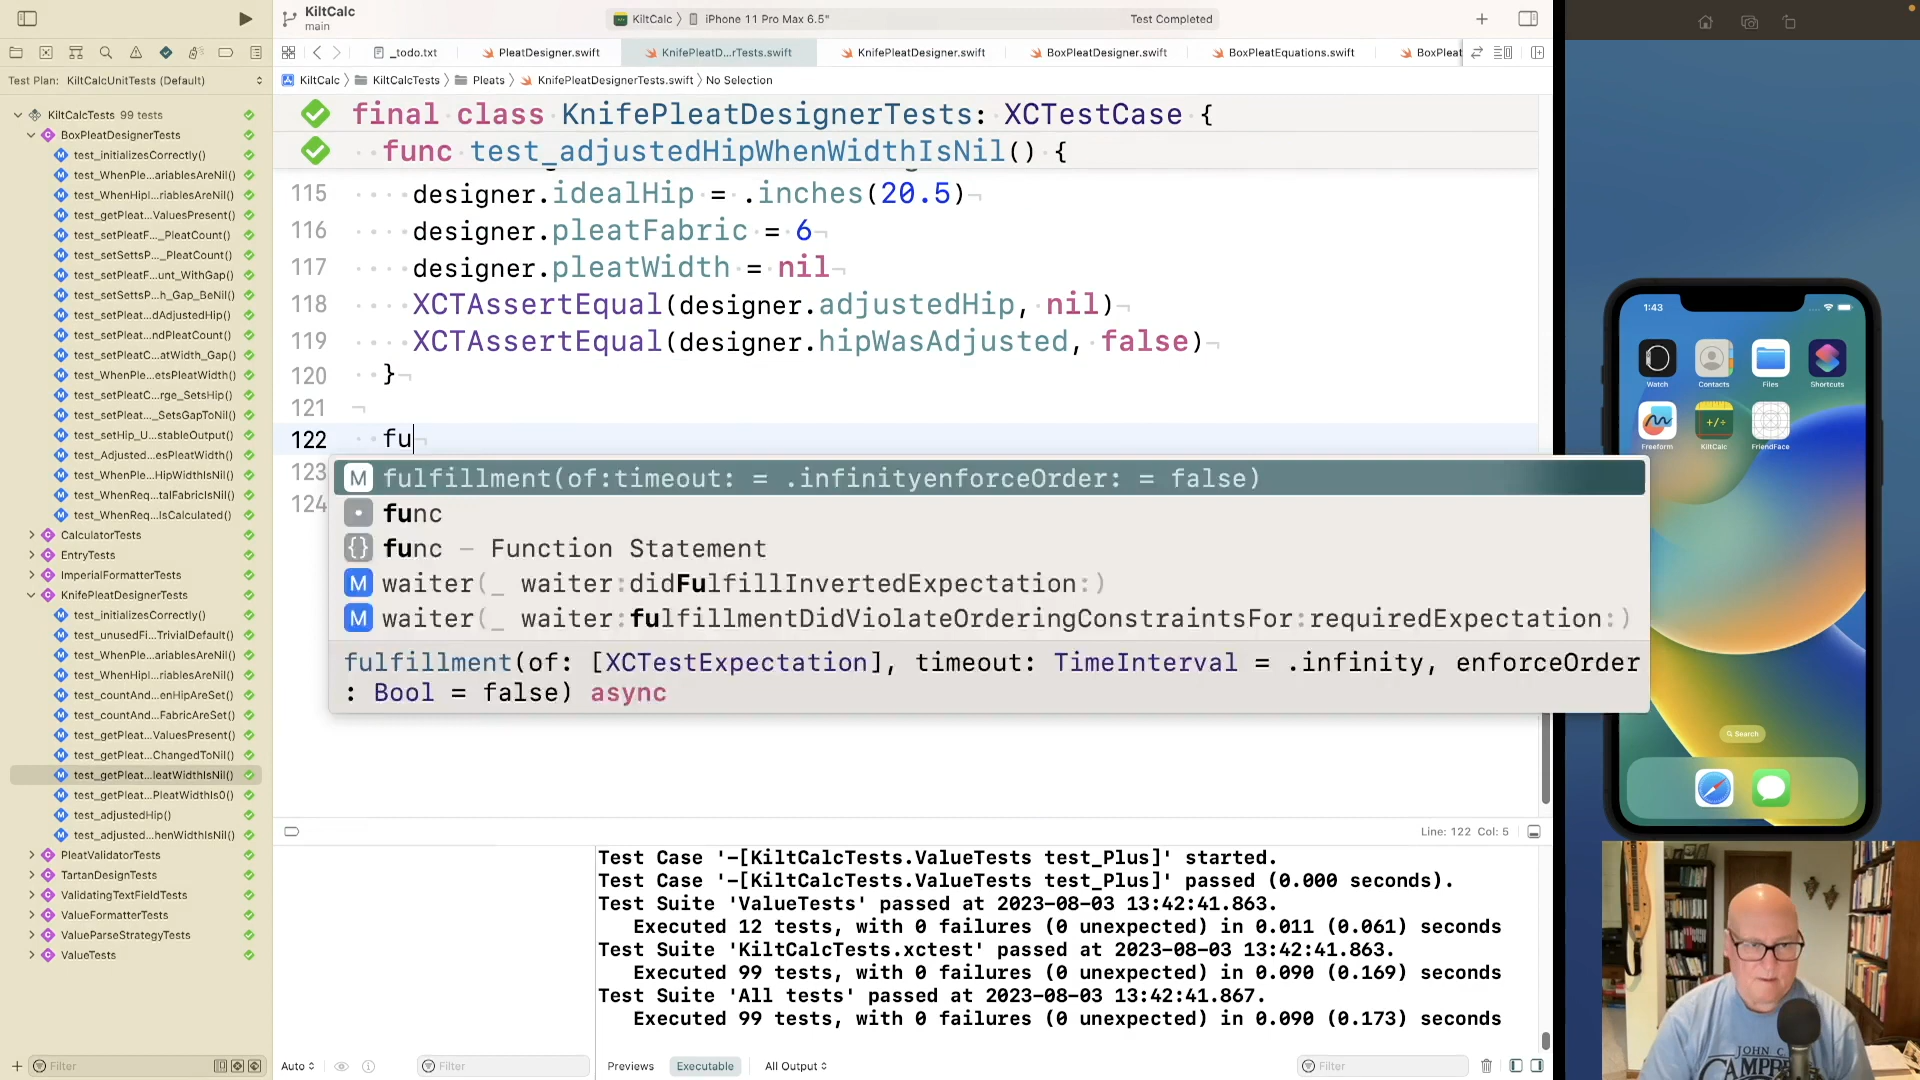 KiltCalc
main
KiltCalc 〉 iPhone 11 Pro Max 6.5"
Test Completed
_todo.txt
PleatDesigner.swift
KnifePleatD...rTests.swift
KnifePleatDesigner.swift
BoxPleatDesigner.swift
BoxPleatEquations.swift
BoxPleat
Test Plan: KiltCalcUnitTests (Default)
KiltCalc 〉 KiltCalcTests 〉 Pleats 〉 KnifePleatDesignerTests.swift 〉 No Selection
KiltCalcTests 99 tests
BoxPleatDesignerTests
test_initializesCorrectly()
test_WhenPle...ariablesAreNil()
test_WhenHipi...riablesAreNil()
test_getPleat...ValuesPresent()
test_setPleatF..._PleatCount()
test_setSettsP..._PleatCount()
test_setPleatF...unt_WithGap()
test_setSettsP...h_Gap_BeNil()
test_setPleat...dAdjustedHip()
test_setPleat...ndPleatCount()
test_setPleatC...atWidth_Gap()
test_WhenPle...etsPleatWidth()
test_setPleatC...rge_SetsHip()
test_setPleat..._SetsGapToNil()
test_setHip_U...stableOutput()
test_Adjusted...esPleatWidth()
test_WhenPle...HipWidthIsNil()
test_WhenReq...talFabricIsNil()
test_WhenReq...IsCalculated()
CalculatorTests
EntryTests
ImperialFormatterTests
KnifePleatDesignerTests
test_initializesCorrectly()
test_unusedFi...TrivialDefault()
test_WhenPle...ariablesAreNil()
test_WhenHipi...riablesAreNil()
test_countAnd...enHipAreSet()
test_countAnd...FabricAreSet()
test_getPleat...ValuesPresent()
test_getPleat...ChangedToNil()
test_getPleat...leatWidthIsNil()
test_getPleat...PleatWidthIs0()
test_adjustedHip()
test_adjusted...henWidthIsNil()
PleatValidatorTests
TartanDesignTests
ValidatingTextFieldTests
ValueFormatterTests
ValueParseStrategyTests
ValueTests
Filter
final class KnifePleatDesignerTests: XCTestCase {
func test_adjustedHipWhenWidthIsNil() {
115 designer.idealHip = .inches(20.5)
116 designer.pleatFabric = 6
117 designer.pleatWidth = nil
118 XCTAssertEqual(designer.adjustedHip, nil)
119 XCTAssertEqual(designer.hipWasAdjusted, false)
120 }
121
122 fu
123
124
M fulfillment(of:timeout: = .infinityenforceOrder: = false)
func
{} func – Function Statement
M waiter(_ waiter:didFulfillInvertedExpectation:)
M waiter(_ waiter:fulfillmentDidViolateOrderingConstraintsFor:requiredExpectation:)
fulfillment(of: [XCTestExpectation], timeout: TimeInterval = .infinity, enforceOrder
: Bool = false) async
Line: 122 Col: 5
Test Case '-[KiltCalcTests.ValueTests test_Plus]' started.
Test Case '-[KiltCalcTests.ValueTests test_Plus]' passed (0.000 seconds).
Test Suite 'ValueTests' passed at 2023-08-03 13:42:41.863.
Executed 12 tests, with 0 failures (0 unexpected) in 0.011 (0.061) seconds
Test Suite 'KiltCalcTests.xctest' passed at 2023-08-03 13:42:41.863.
Executed 99 tests, with 0 failures (0 unexpected) in 0.090 (0.169) seconds
Test Suite 'All tests' passed at 2023-08-03 13:42:41.867.
Executed 99 tests, with 0 failures (0 unexpected) in 0.090 (0.173) seconds
Auto
Filter
Previews
Executable
All Output
Filter
1:43
Watch Contacts Files Shortcuts
+/÷
Freeform KiltCalc FriendFace
Search
JOHN C.
CAMPB